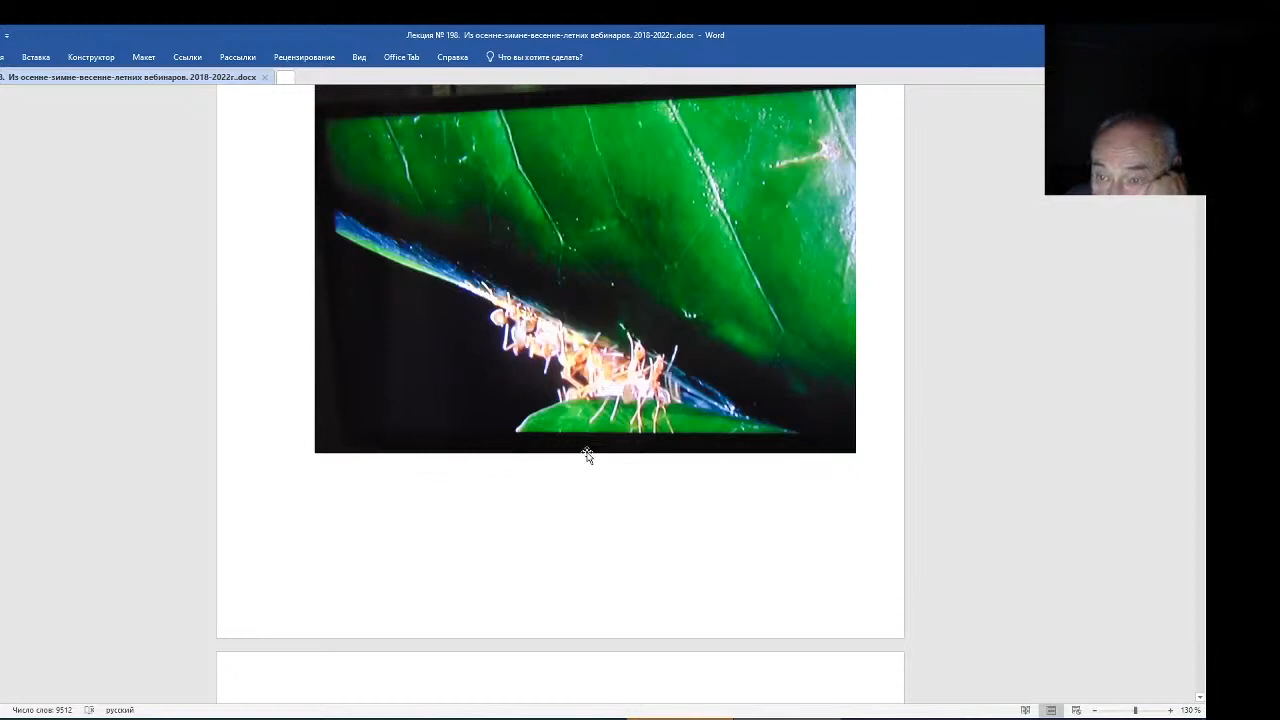 Лекция № 198. Из осенне-зимне-весенне-летних вебинаров. 2018-2022г..docx - Word
я Вставка Конструктор Макет Ссылки Рассылки Рецензирование Вид Office Tab Справка Что вы хотите сделать?
8. Из осенне-зимне-весенне-летних вебинаров. 2018-2022г..docx
Число слов: 9512 русский 130 %